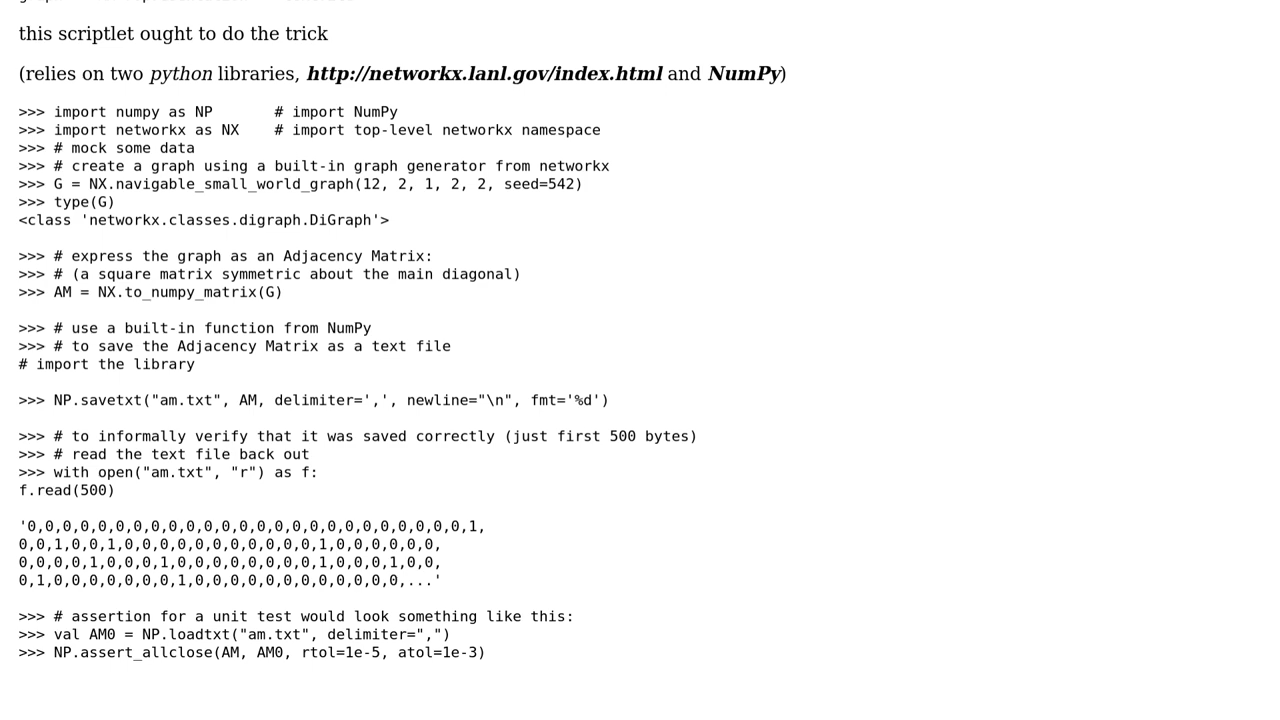 this scriptlet ought to do the trick
(relies on two python libraries, http://networkx.lanl.gov/index.html and NumPy)
>>> import numpy as NP       # import NumPy
>>> import networkx as NX    # import top-level networkx namespace
>>> # mock some data
>>> # create a graph using a built-in graph generator from networkx
>>> G = NX.navigable_small_world_graph(12, 2, 1, 2, 2, seed=542)
>>> type(G)
<class 'networkx.classes.digraph.DiGraph'>
>>> # express the graph as an Adjacency Matrix:
>>> # (a square matrix symmetric about the main diagonal)
>>> AM = NX.to_numpy_matrix(G)
>>> # use a built-in function from NumPy
>>> # to save the Adjacency Matrix as a text file
# import the library
>>> NP.savetxt("am.txt", AM, delimiter=',', newline="\n", fmt='%d')
>>> # to informally verify that it was saved correctly (just first 500 bytes)
>>> # read the text file back out
>>> with open("am.txt", "r") as f:
f.read(500)
'0,0,0,0,0,0,0,0,0,0,0,0,0,0,0,0,0,0,0,0,0,0,0,0,0,1,
0,0,1,0,0,1,0,0,0,0,0,0,0,0,0,0,0,1,0,0,0,0,0,0,
0,0,0,0,1,0,0,0,1,0,0,0,0,0,0,0,0,1,0,0,0,1,0,0,
0,1,0,0,0,0,0,0,0,1,0,0,0,0,0,0,0,0,0,0,0,0,...'
>>> # assertion for a unit test would look something like this:
>>> val AM0 = NP.loadtxt("am.txt", delimiter=",")
>>> NP.assert_allclose(AM, AM0, rtol=1e-5, atol=1e-3)